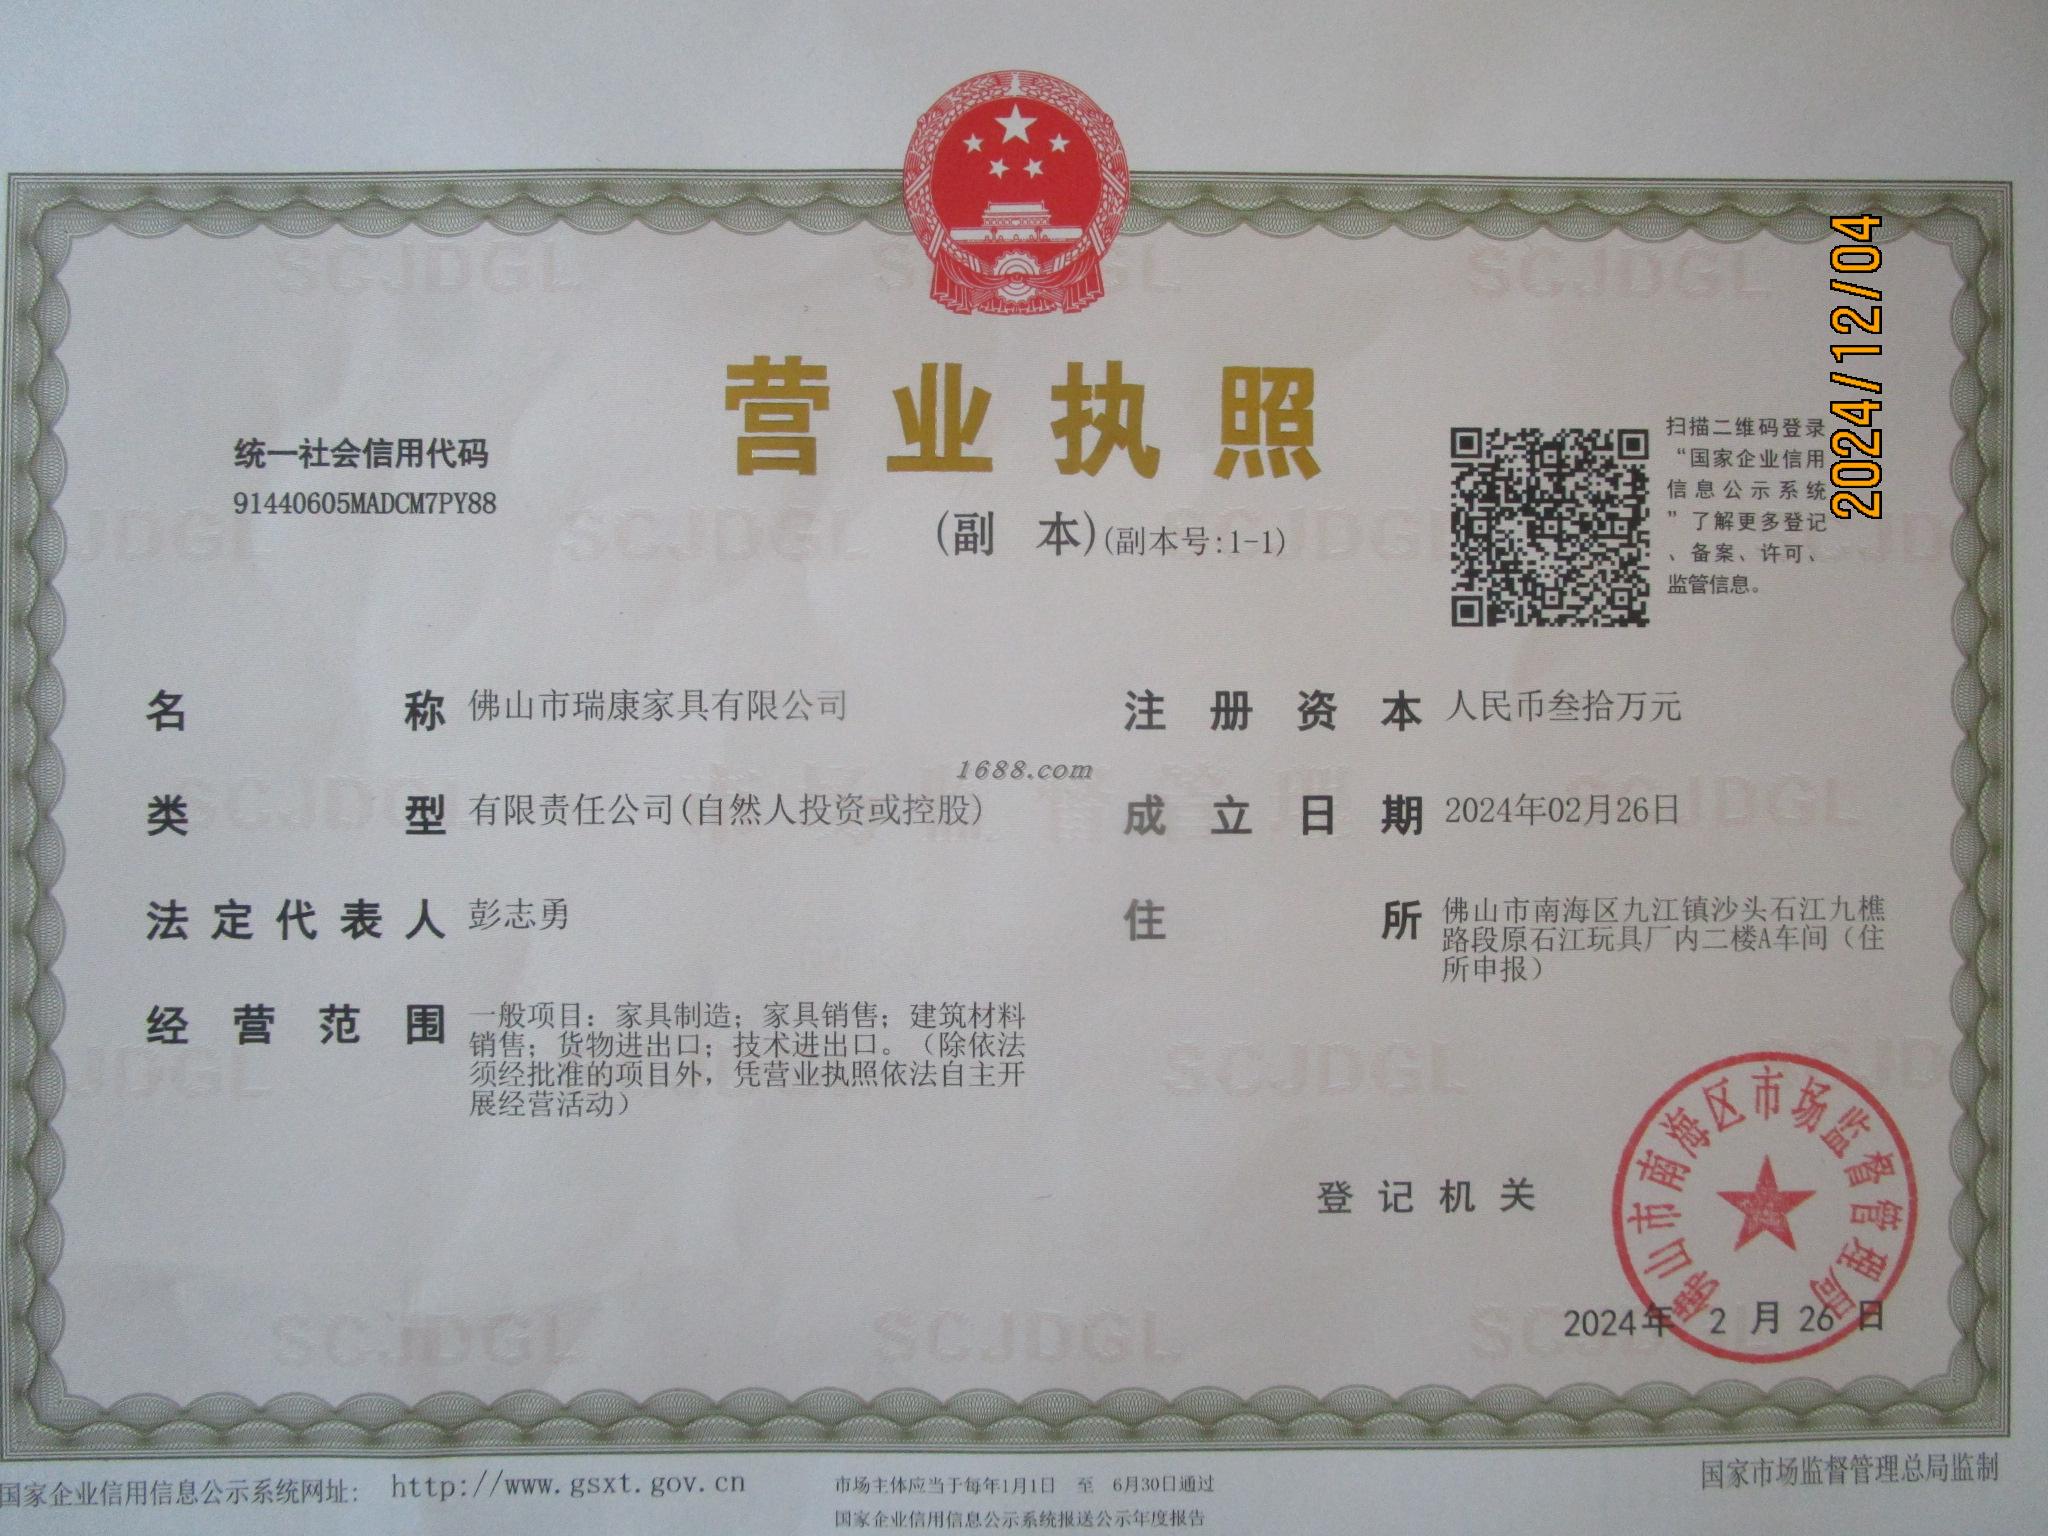 2024/12/04
营业执照
(副 本)(副本号:1-1)
统一社会信用代码
91440605MADCM7PY88
扫描二维码登录
“国家企业信用
信息公示系统
”了解更多登记
、备案、许可、
监管信息。
名 称 佛山市瑞康家具有限公司
类 型 有限责任公司(自然人投资或控股)
法定代表人 彭志勇
经营范围 一般项目：家具制造；家具销售；建筑材料
销售；货物进出口；技术进出口。（除依法
须经批准的项目外，凭营业执照依法自主开
展经营活动）
注册资本 人民币叁拾万元
成立日期 2024年02月26日
住 所 佛山市南海区九江镇沙头石江九樵
路段原石江玩具厂内二楼A车间（住
所申报）
1688.com
登记机关
佛山市南海区市场监督管理局
2024年 2 月 26 日
国家企业信用信息公示系统网址: http://www.gsxt.gov.cn
市场主体应当于每年1月1日 至 6月30日通过
国家企业信用信息公示系统报送公示年度报告
国家市场监督管理总局监制
SCJDGL